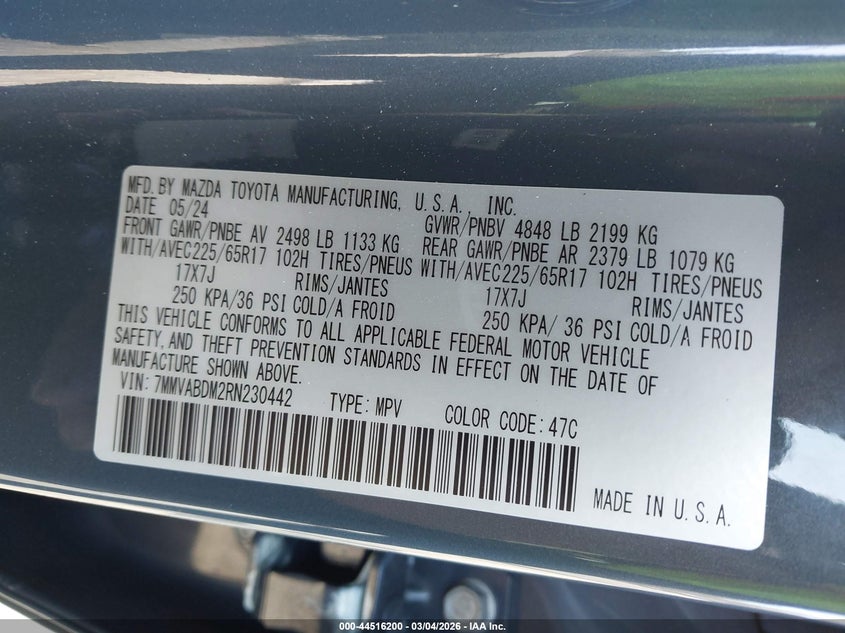 MFD. BY MAZDA TOYOTA MANUFACTURING, U.S.A. INC.
DATE 05/24 GVWR/PNBV 4848 LB 2199 KG
FRONT GAWR/PNBE AV 2498 LB 1133 KG REAR GAWR/PNBE AR 2379 LB 1079 KG
WITH/AVEC225/65R17 102H TIRES/PNEUS WITH/AVEC225/65R17 102H TIRES/PNEUS
17X7J RIMS/JANTES 17X7J RIMS/JANTES
250 KPA/36 PSI COLD/A FROID 250 KPA/ 36 PSI COLD/A FROID
THIS VEHICLE CONFORMS TO ALL APPLICABLE FEDERAL MOTOR VEHICLE
SAFETY, AND THEFT PREVENTION STANDARDS IN EFFECT ON THE DATE OF
MANUFACTURE SHOWN ABOVE.
VIN: 7MMVABDM2RN230442 TYPE: MPV COLOR CODE: 47C
MADE IN U.S.A.
000-44516200 - 03/04/2026 - IAA Inc.